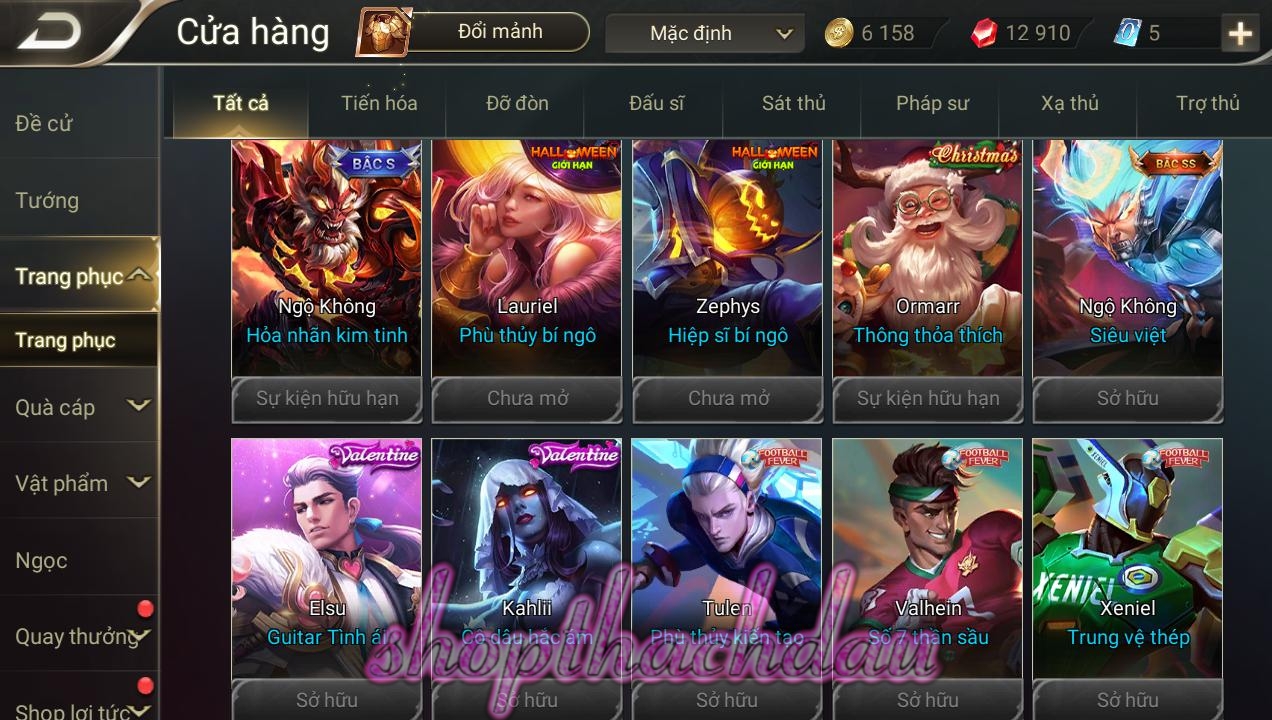 Cửa hàng
Đổi mảnh
Mặc định
6 158
12 910
5
Đề cử
Tướng
Trang phục
Trang phục
Quà cáp
Vật phẩm
Ngọc
Quay thưởng
Shop lợi tức
Tất cả
Tiến hóa
Đỡ đòn
Đấu sĩ
Sát thủ
Pháp sư
Xạ thủ
Trợ thủ
BẬC S
Ngộ Không
Hỏa nhãn kim tinh
Sự kiện hữu hạn
HALLOWEEN
GIỚI HẠN
Lauriel
Phù thủy bí ngô
Chưa mở
HALLOWEEN
GIỚI HẠN
Zephys
Hiệp sĩ bí ngô
Chưa mở
Christmas
Ormarr
Thông thỏa thích
Sự kiện hữu hạn
BẬC SS
Ngộ Không
Siêu việt
Sở hữu
Valentine
Elsu
Guitar Tình ái
Sở hữu
Valentine
Kahlii
Cô dâu hắc ám
Sở hữu
FOOTBALL
FEVER
Tulen
Phù thủy kiến tạo
Sở hữu
FOOTBALL
FEVER
Valhein
Số 7 thần sầu
Sở hữu
FOOTBALL
FEVER
XENIEL
Xeniel
Trung vệ thép
Sở hữu
shopthachdau